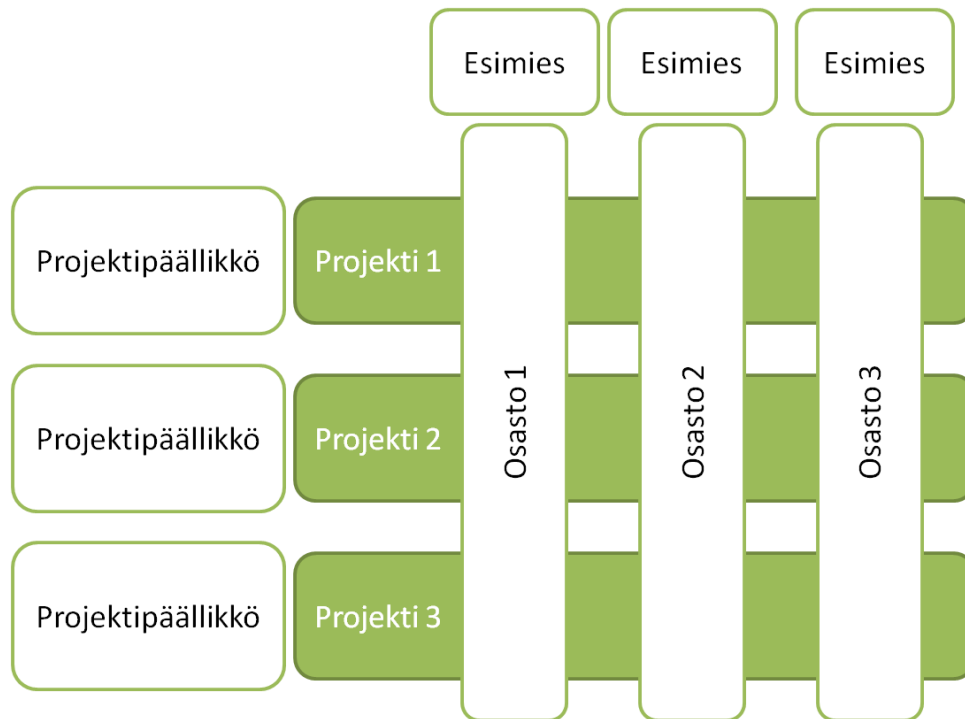 Esimies
Esimies
Esimies
Projektipäällikkö
Projekti 1
Projektipäällikkö
Projekti 2
Projektipäällikkö
Projekti 3
Osasto 1
Osasto 2
Osasto 3